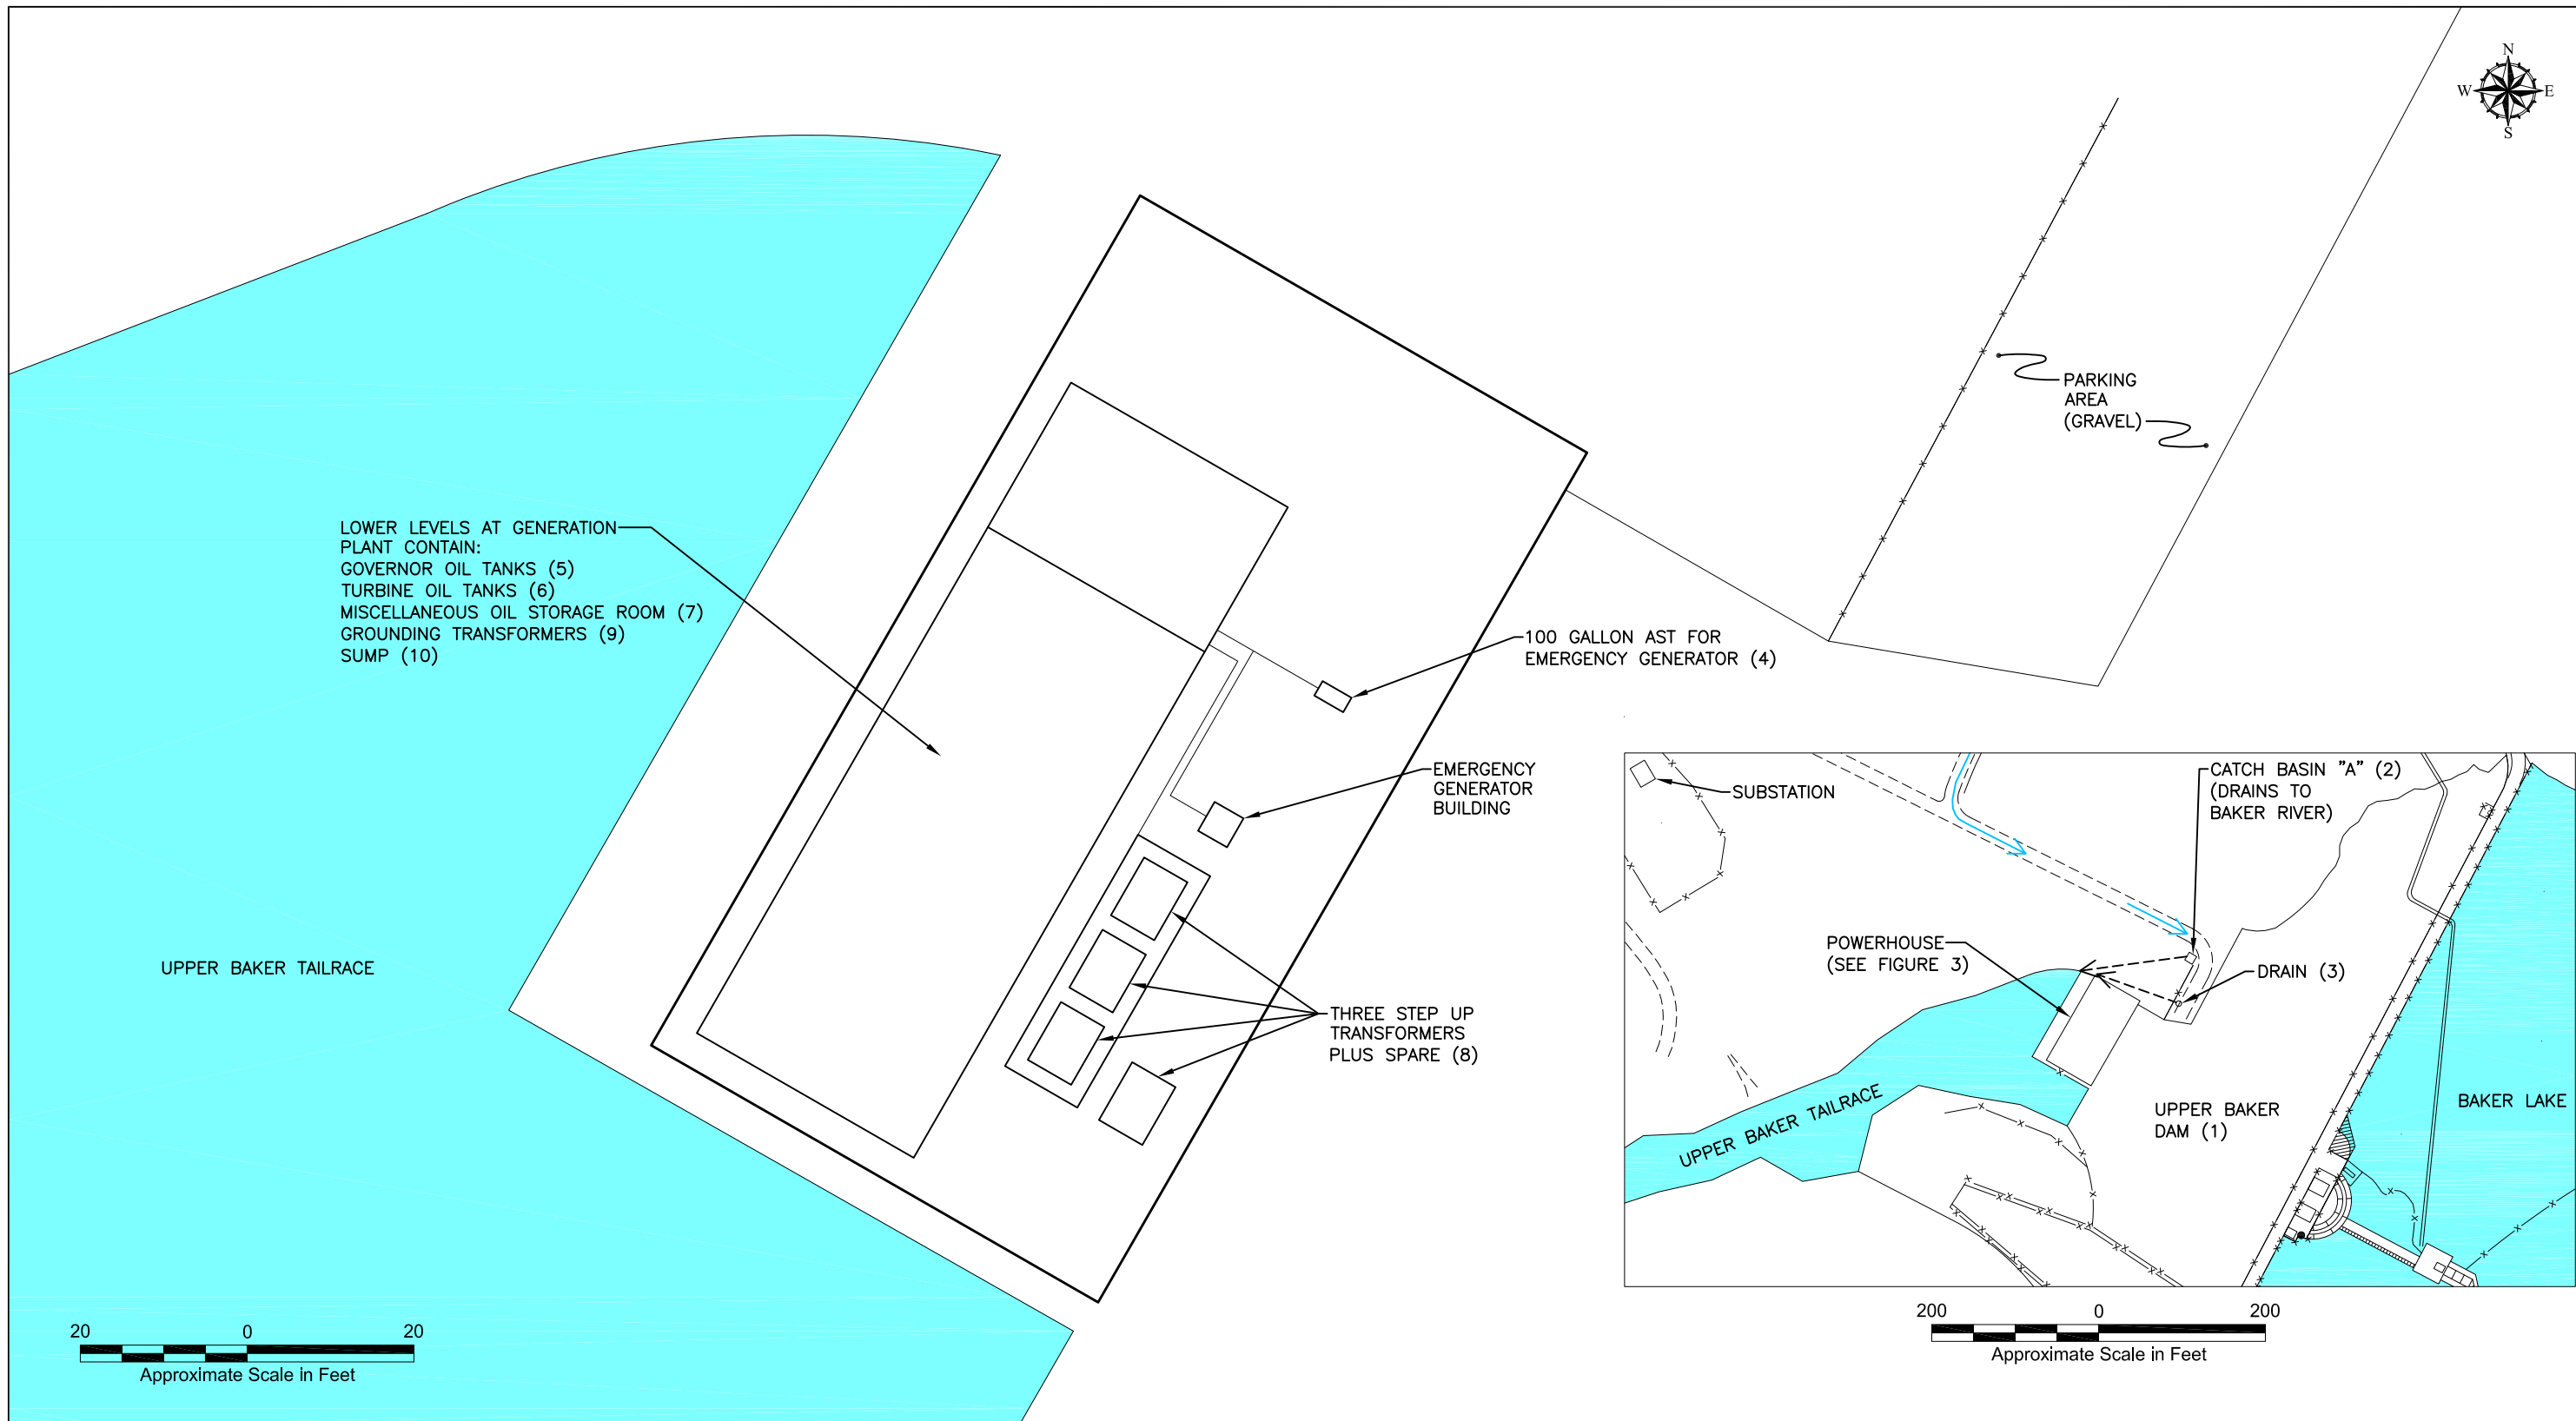 N
W E
S
PARKING
AREA
(GRAVEL)
LOWER LEVELS AT GENERATION
PLANT CONTAIN:
GOVERNOR OIL TANKS (5)
TURBINE OIL TANKS (6)
MISCELLANEOUS OIL STORAGE ROOM (7)
GROUNDING TRANSFORMERS (9)
SUMP (10)
100 GALLON AST FOR
EMERGENCY GENERATOR (4)
EMERGENCY
GENERATOR
BUILDING
UPPER BAKER TAILRACE
THREE STEP UP
TRANSFORMERS
PLUS SPARE (8)
20 0 20
Approximate Scale in Feet
SUBSTATION
CATCH BASIN "A" (2)
(DRAINS TO
BAKER RIVER)
POWERHOUSE
(SEE FIGURE 3)
DRAIN (3)
UPPER BAKER TAILRACE
UPPER BAKER
DAM (1)
BAKER LAKE
200 0 200
Approximate Scale in Feet